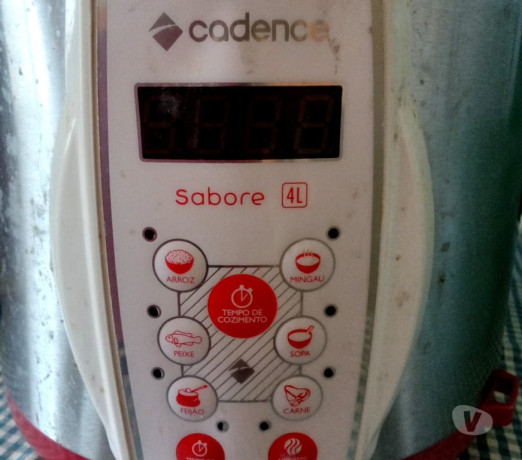 cadence
Sabore 4L
ARROZ MINGAU
TEMPO DE
COZIMENTO
PEIXE SOPA
FEIJÃO CARNE
V